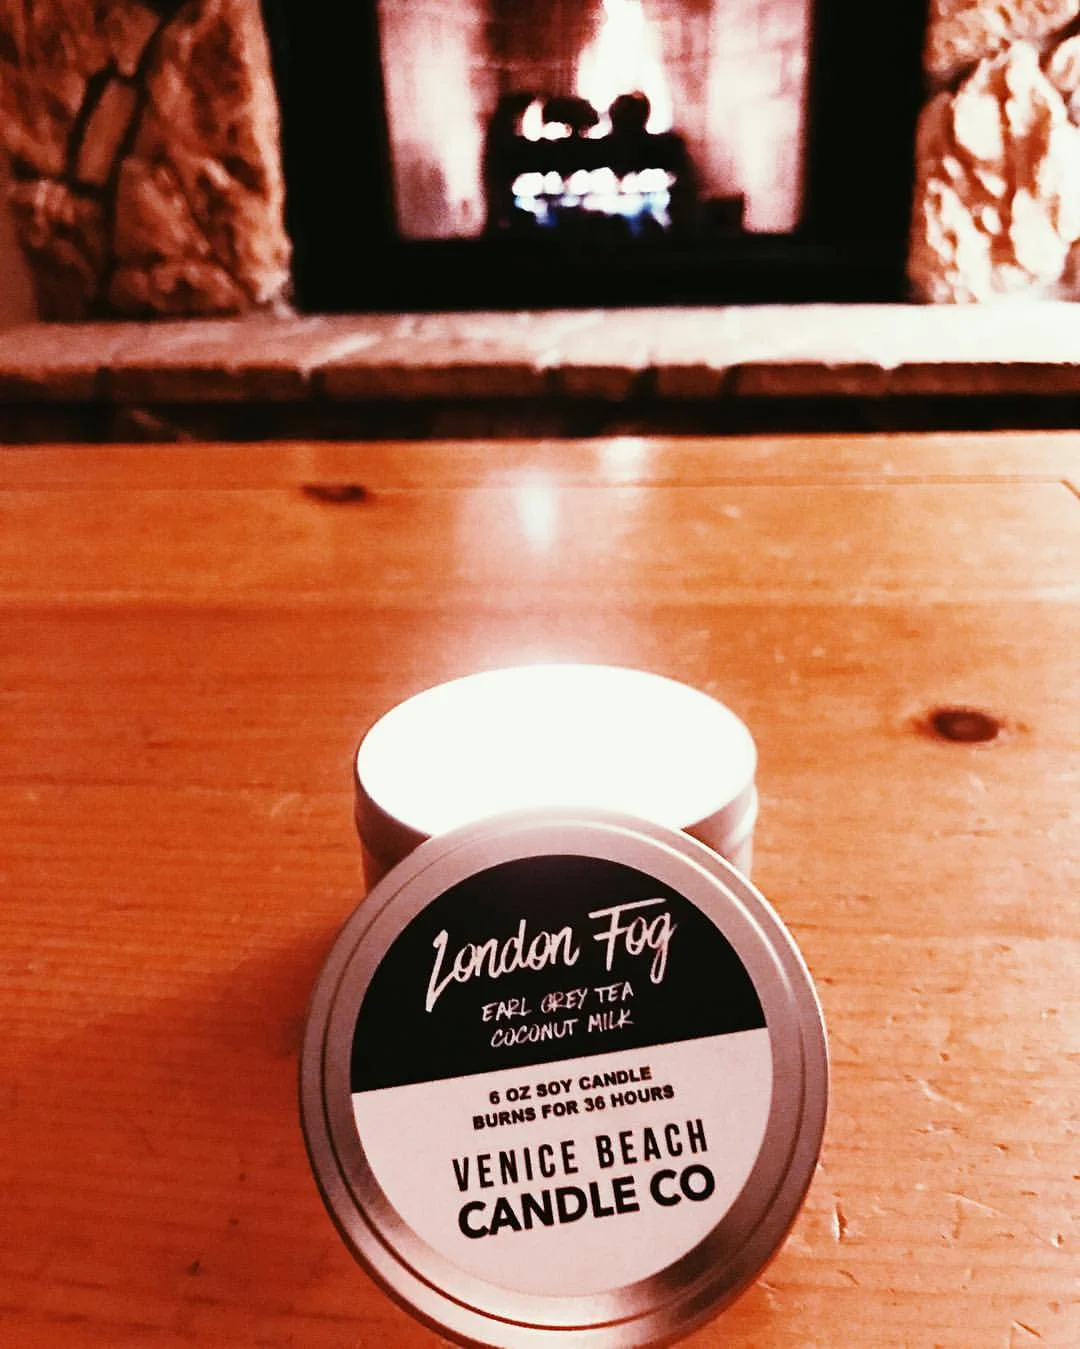 London Fog
EARL GREY TEA
COCONUT MILK
6 OZ SOY CANDLE
BURNS FOR 36 HOURS
VENICE BEACH
CANDLE CO